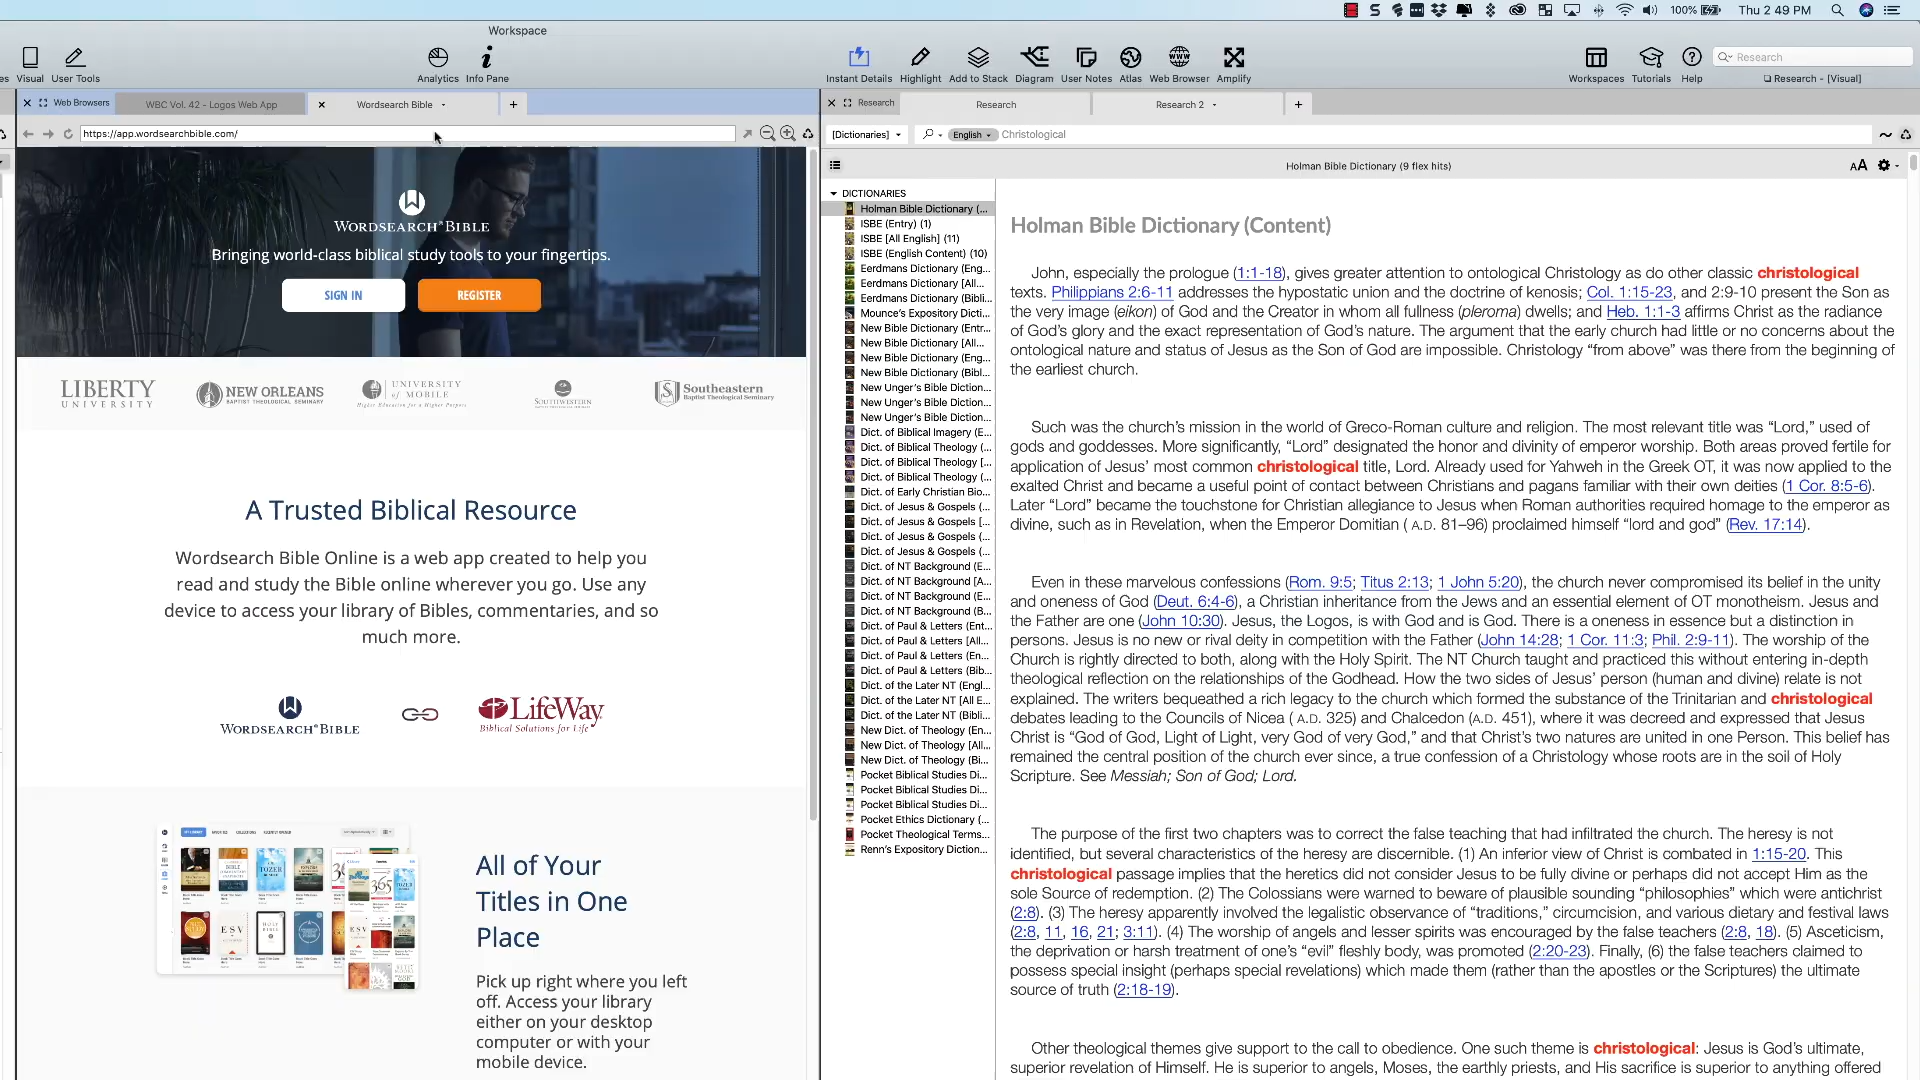 100%
Thu 2:49 PM
Workspace
Visual
User Tools
Analytics
Info Pane
Instant Details
Highlight
Add to Stack
Diagram
User Notes
Atlas
Web Browser
Amplify
Workspaces
Tutorials
Help
Research
Research - [Visual]
Web Browsers
WBC Vol. 42 - Logos Web App
Wordsearch Bible
https://app.wordsearchbible.com/
WORDSEARCH BIBLE
Bringing world-class biblical study tools to your fingertips.
SIGN IN
REGISTER
LIBERTY
UNIVERSITY
NEW ORLEANS
BAPTIST THEOLOGICAL SEMINARY
UNIVERSITY
OF MOBILE
Higher Education for a Higher Purpose
SOUTHWESTERN
Southeastern
Baptist Theological Seminary
A Trusted Biblical Resource
Wordsearch Bible Online is a web app created to help you
read and study the Bible online wherever you go. Use any
device to access your library of Bibles, commentaries, and so
much more.
WORDSEARCH BIBLE
LifeWay
Biblical Solutions for Life
All of Your
Titles in One
Place
Pick up right where you left
off. Access your library
either on your desktop
computer or with your
mobile device.
Research
Research
Research 2
[Dictionaries]
English
Christological
Holman Bible Dictionary (9 flex hits)
AA
DICTIONARIES
Holman Bible Dictionary (...
ISBE (Entry) (1)
ISBE [All English] (11)
ISBE (English Content) (10)
Eerdmans Dictionary (Eng...
Eerdmans Dictionary [All...
Eerdmans Dictionary (Bibli...
Mounce's Expository Dicti...
New Bible Dictionary (Entr...
New Bible Dictionary [All...
New Bible Dictionary (Eng...
New Bible Dictionary (Bibl...
New Unger's Bible Diction...
New Unger's Bible Diction...
New Unger's Bible Diction...
Dict. of Biblical Imagery (E...
Dict. of Biblical Theology (...
Dict. of Biblical Theology [...
Dict. of Biblical Theology (...
Dict. of Early Christian Bio...
Dict. of Jesus & Gospels (...
Dict. of Jesus & Gospels [...
Dict. of Jesus & Gospels (...
Dict. of Jesus & Gospels (...
Dict. of NT Background (E...
Dict. of NT Background [A...
Dict. of NT Background (E...
Dict. of NT Background (B...
Dict. of Paul & Letters (Ent...
Dict. of Paul & Letters [All...
Dict. of Paul & Letters (En...
Dict. of Paul & Letters (Bib...
Dict. of the Later NT (Engl...
Dict. of the Later NT [All E...
Dict. of the Later NT (Bibli...
New Dict. of Theology (En...
New Dict. of Theology [All...
New Dict. of Theology (Bi...
Pocket Biblical Studies Di...
Pocket Biblical Studies Di...
Pocket Biblical Studies Di...
Pocket Ethics Dictionary (...
Pocket Theological Terms...
Renn's Expository Diction...
Holman Bible Dictionary (Content)
John, especially the prologue (1:1-18), gives greater attention to ontological Christology as do other classic christological
texts. Philippians 2:6-11 addresses the hypostatic union and the doctrine of kenosis; Col. 1:15-23, and 2:9-10 present the Son as
the very image (eikon) of God and the Creator in whom all fullness (pleroma) dwells; and Heb. 1:1-3 affirms Christ as the radiance
of God's glory and the exact representation of God's nature. The argument that the early church had little or no concerns about the
ontological nature and status of Jesus as the Son of God are impossible. Christology “from above” was there from the beginning of
the earliest church.
Such was the church's mission in the world of Greco-Roman culture and religion. The most relevant title was “Lord,” used of
gods and goddesses. More significantly, “Lord” designated the honor and divinity of emperor worship. Both areas proved fertile for
application of Jesus' most common christological title, Lord. Already used for Yahweh in the Greek OT, it was now applied to the
exalted Christ and became a useful point of contact between Christians and pagans familiar with their own deities (1 Cor. 8:5-6).
Later “Lord” became the touchstone for Christian allegiance to Jesus when Roman authorities required homage to the emperor as
divine, such as in Revelation, when the Emperor Domitian ( A.D. 81–96) proclaimed himself “lord and god” (Rev. 17:14).
Even in these marvelous confessions (Rom. 9:5; Titus 2:13; 1 John 5:20), the church never compromised its belief in the unity
and oneness of God (Deut. 6:4-6), a Christian inheritance from the Jews and an essential element of OT monotheism. Jesus and
the Father are one (John 10:30). Jesus, the Logos, is with God and is God. There is a oneness in essence but a distinction in
persons. Jesus is no new or rival deity in competition with the Father (John 14:28; 1 Cor. 11:3; Phil. 2:9-11). The worship of the
Church is rightly directed to both, along with the Holy Spirit. The NT Church taught and practiced this without entering in-depth
theological reflection on the relationships of the Godhead. How the two sides of Jesus' person (human and divine) relate is not
explained. The writers bequeathed a rich legacy to the church which formed the substance of the Trinitarian and christological
debates leading to the Councils of Nicea ( A.D. 325) and Chalcedon (A.D. 451), where it was decreed and expressed that Jesus
Christ is “God of God, Light of Light, very God of very God,” and that Christ's two natures are united in one Person. This belief has
remained the central position of the church ever since, a true confession of a Christology whose roots are in the soil of Holy
Scripture. See Messiah; Son of God; Lord.
The purpose of the first two chapters was to correct the false teaching that had infiltrated the church. The heresy is not
identified, but several characteristics of the heresy are discernible. (1) An inferior view of Christ is combated in 1:15-20. This
christological passage implies that the heretics did not consider Jesus to be fully divine or perhaps did not accept Him as the
sole Source of redemption. (2) The Colossians were warned to beware of plausible sounding “philosophies” which were antichrist
(2:8). (3) The heresy apparently involved the legalistic observance of “traditions,” circumcision, and various dietary and festival laws
(2:8, 11, 16, 21; 3:11). (4) The worship of angels and lesser spirits was encouraged by the false teachers (2:8, 18). (5) Asceticism,
the deprivation or harsh treatment of one's “evil” fleshly body, was promoted (2:20-23). Finally, (6) the false teachers claimed to
possess special insight (perhaps special revelations) which made them (rather than the apostles or the Scriptures) the ultimate
source of truth (2:18-19).
Other theological themes give support to the call to obedience. One such theme is christological: Jesus is God's ultimate,
superior revelation of Himself. He is superior to angels, Moses, the earthly priests, and His sacrifice is superior to anything offered